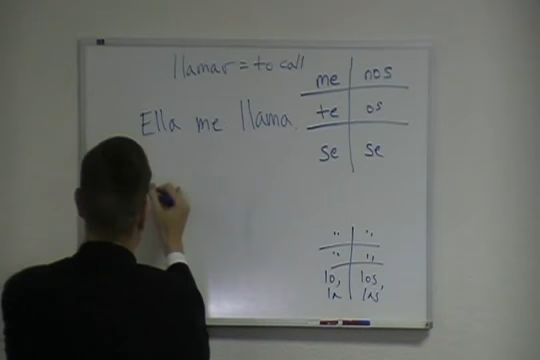 llamar = to call
Ella me llama.
me nos
te os
se se
" "
" "
lo, los,
la las